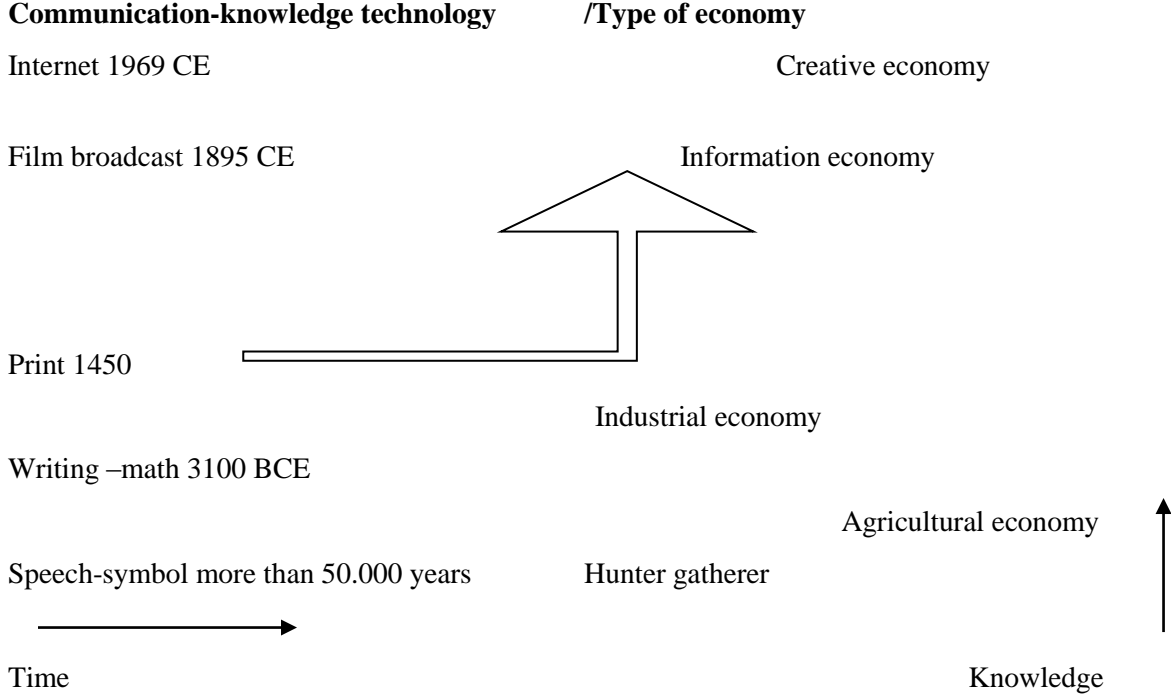 Communication-knowledge technology /Type of economy
Internet 1969 CE Creative economy
Film broadcast 1895 CE Information economy
Print 1450
Industrial economy
Writing –math 3100 BCE
Agricultural economy
Speech-symbol more than 50.000 years Hunter gatherer
Time Knowledge